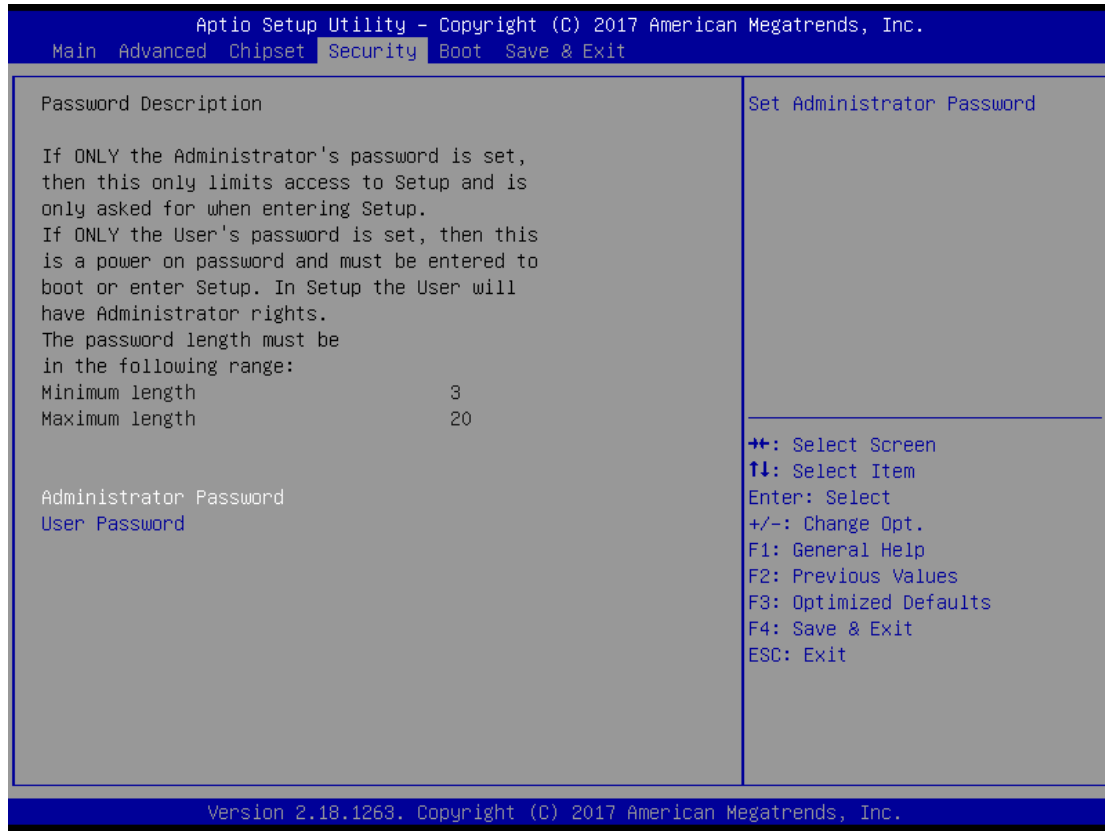 Aptio Setup Utility – Copyright (C) 2017 American Megatrends, Inc.
Main Advanced Chipset Security Boot Save & Exit
Password Description
If ONLY the Administrator's password is set,
then this only limits access to Setup and is
only asked for when entering Setup.
If ONLY the User's password is set, then this
is a power on password and must be entered to
boot or enter Setup. In Setup the User will
have Administrator rights.
The password length must be
in the following range:
Minimum length 3
Maximum length 20
Administrator Password
User Password
Set Administrator Password
→←: Select Screen
↑↓: Select Item
Enter: Select
+/-: Change Opt.
F1: General Help
F2: Previous Values
F3: Optimized Defaults
F4: Save & Exit
ESC: Exit
Version 2.18.1263. Copyright (C) 2017 American Megatrends, Inc.